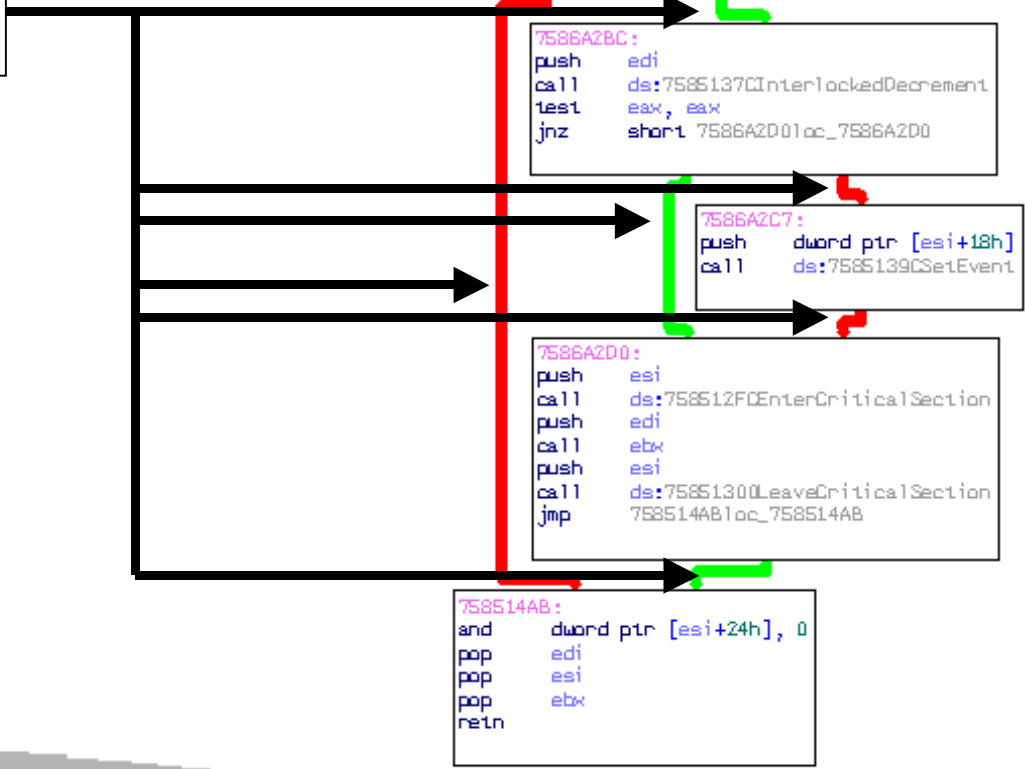 7586A2BC:
push edi
call ds:7585137CInterlockedDecrement
test eax, eax
jnz short 7586A2D0loc_7586A2D0
7586A2C7:
push dword ptr [esi+18h]
call ds:7585139CSetEvent
7586A2D0:
push esi
call ds:758512FCEnterCriticalSection
push edi
call ebx
push esi
call ds:75851300LeaveCriticalSection
jmp 758514ABloc_758514AB
758514AB:
and dword ptr [esi+24h], 0
pop edi
pop esi
pop ebx
retn